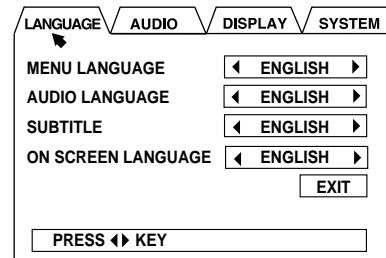 LANGUAGE AUDIO DISPLAY SYSTEM
MENU LANGUAGE ◀ ENGLISH ▶
AUDIO LANGUAGE ◀ ENGLISH ▶
SUBTITLE ◀ ENGLISH ▶
ON SCREEN LANGUAGE ◀ ENGLISH ▶
EXIT
PRESS ◀▶ KEY